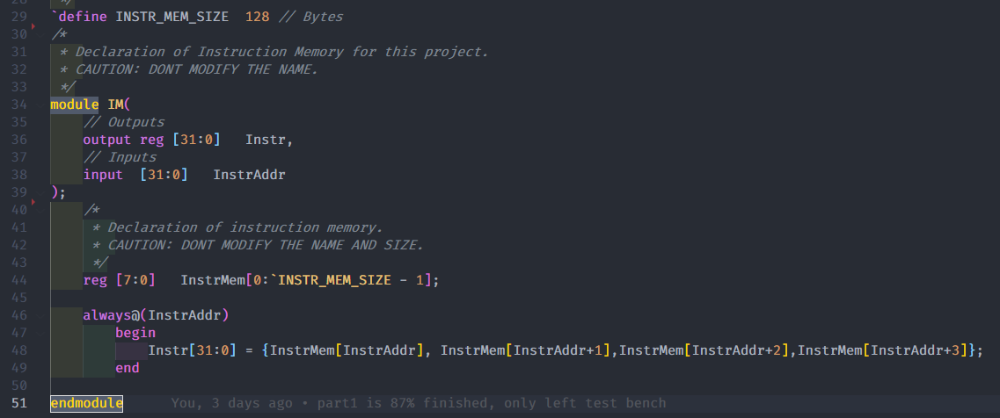 28 */
29 `define INSTR_MEM_SIZE  128 // Bytes
30 /*
31  * Declaration of Instruction Memory for this project.
32  * CAUTION: DONT MODIFY THE NAME.
33  */
34 module IM(
35     // Outputs
36     output reg [31:0]   Instr,
37     // Inputs
38     input  [31:0]   InstrAddr
39 );
40     /*
41      * Declaration of instruction memory.
42      * CAUTION: DONT MODIFY THE NAME AND SIZE.
43      */
44     reg [7:0]   InstrMem[0:`INSTR_MEM_SIZE - 1];
45
46     always@(InstrAddr)
47         begin
48             Instr[31:0] = {InstrMem[InstrAddr], InstrMem[InstrAddr+1],InstrMem[InstrAddr+2],InstrMem[InstrAddr+3]};
49         end
50
51 endmodule      You, 3 days ago • part1 is 87% finished, only left test bench